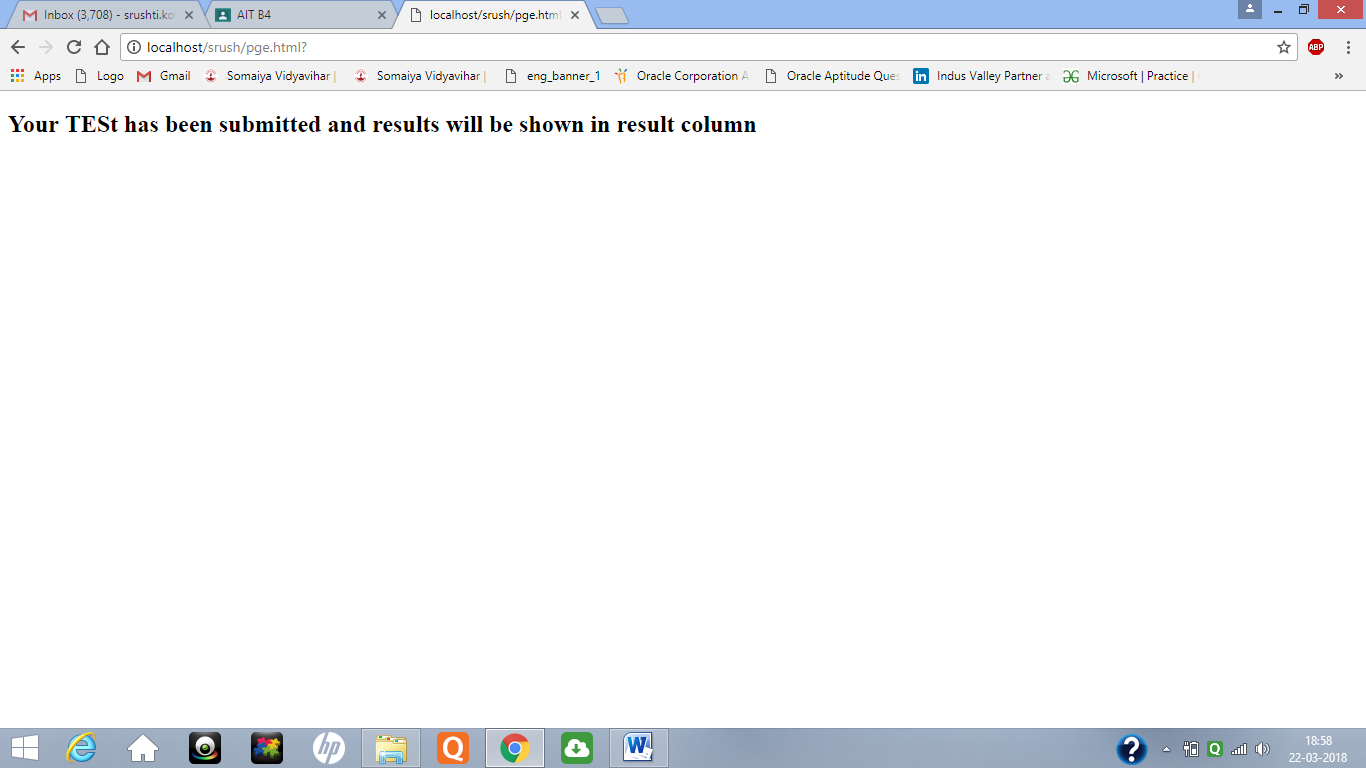 Inbox (3,708) - srushti.ko
AIT B4
localhost/srush/pge.html
localhost/srush/pge.html?
ABP
Apps Logo Gmail Somaiya Vidyavihar | Somaiya Vidyavihar | eng_banner_1 Oracle Corporation A Oracle Aptitude Ques Indus Valley Partner Microsoft | Practice |
Your TESt has been submitted and results will be shown in result column
18:58
22-03-2018